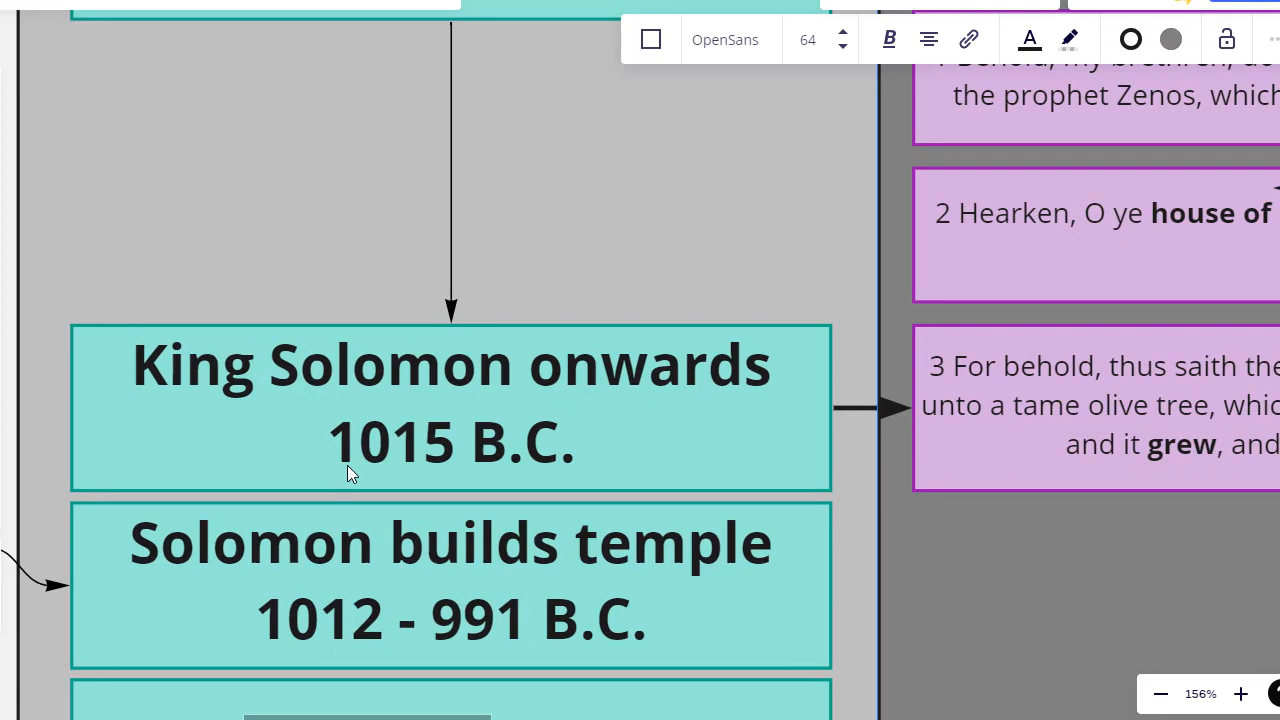 OpenSans
64
B
A
the prophet Zenos, which
2 Hearken, O ye house of
King Solomon onwards
1015 B.C.
3 For behold, thus saith the
unto a tame olive tree, whic
and it grew, and
Solomon builds temple
1012 - 991 B.C.
156%